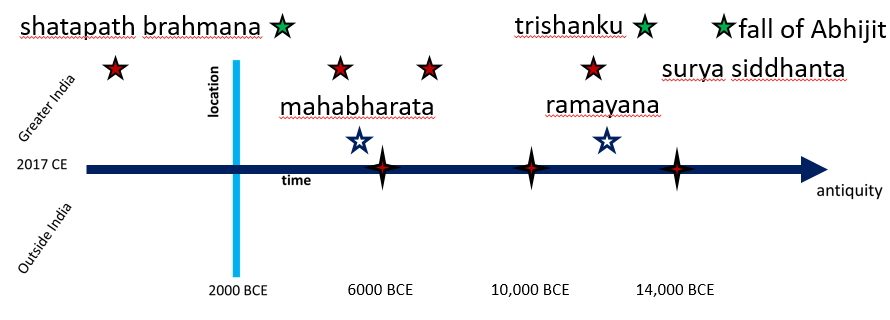 shatapath brahmana
trishanku
fall of Abhijit
surya siddhanta
Greater India
location
mahabharata
ramayana
2017 CE
time
antiquity
Outside India
2000 BCE
6000 BCE
10,000 BCE
14,000 BCE